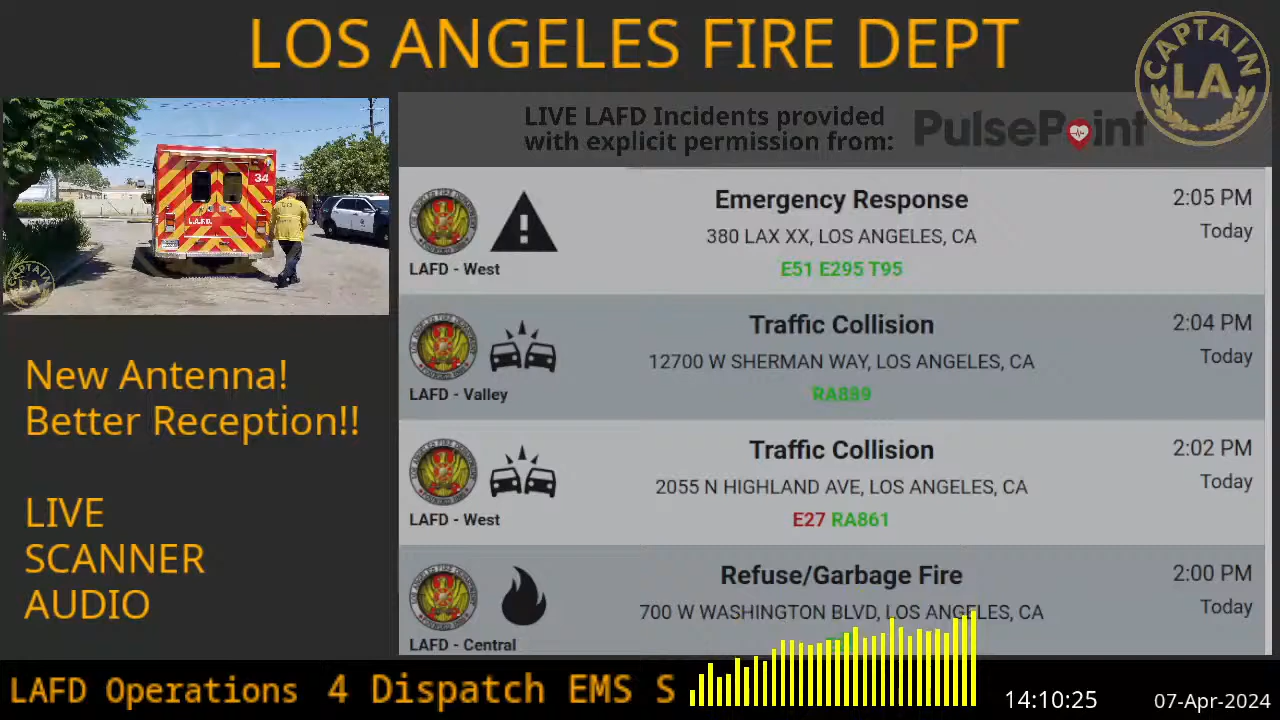 LOS ANGELES FIRE DEPT
CAPTAIN
LA
LIVE LAFD Incidents provided
with explicit permission from:
PulsePoint
34
L.A.F.D.
CAPTAIN
LA
New Antenna!
Better Reception!!
LIVE
SCANNER
AUDIO
Emergency Response
2:05 PM
380 LAX XX, LOS ANGELES, CA
Today
LAFD - West
E51 E295 T95
Traffic Collision
2:04 PM
12700 W SHERMAN WAY, LOS ANGELES, CA
Today
LAFD - Valley
RA889
Traffic Collision
2:02 PM
2055 N HIGHLAND AVE, LOS ANGELES, CA
Today
LAFD - West
E27 RA861
Refuse/Garbage Fire
2:00 PM
700 W WASHINGTON BLVD, LOS ANGELES, CA
Today
LAFD - Central
LAFD Operations 4 Dispatch EMS S
14:10:25
07-Apr-2024